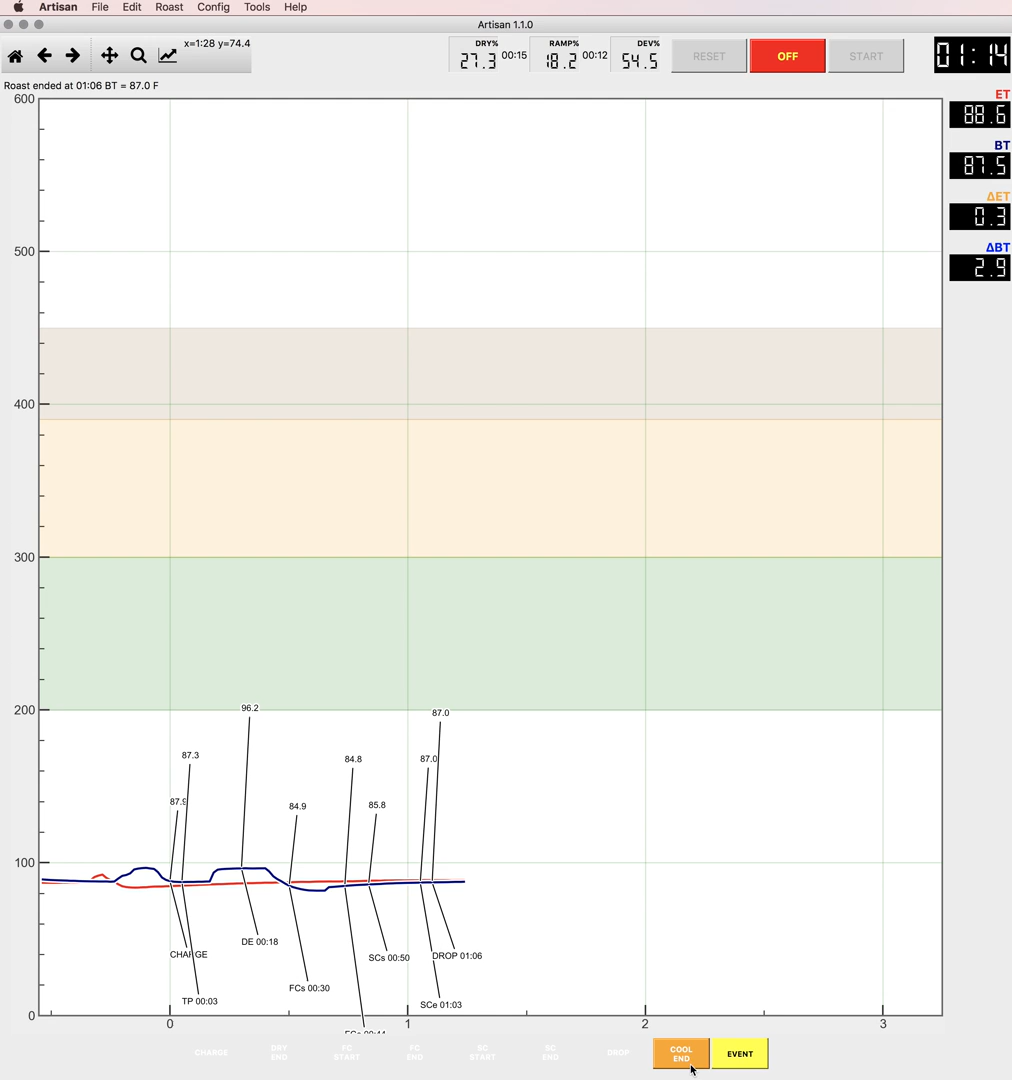 Artisan File Edit Roast Config Tools Help
Artisan 1.1.0
x=1:28 y=74.4
DRY%
27.3 00:15
RAMP%
18.2 00:12
DEV%
54.5
RESET
OFF
START
01:14
Roast ended at 01:06 BT = 87.0 F
ET
88.6
BT
87.5
ΔET
0.3
ΔBT
2.9
600
500
400
300
200
100
0
96.2
87.0
87.3
84.8
87.0
87.9
84.9
85.8
DE 00:18
CHARGE
SCs 00:50
DROP 01:06
FCs 00:30
TP 00:03
SCe 01:03
0
1
2
3
CHARGE
DRY
END
FC
START
FC
END
SC
START
SC
END
DROP
COOL
END
EVENT